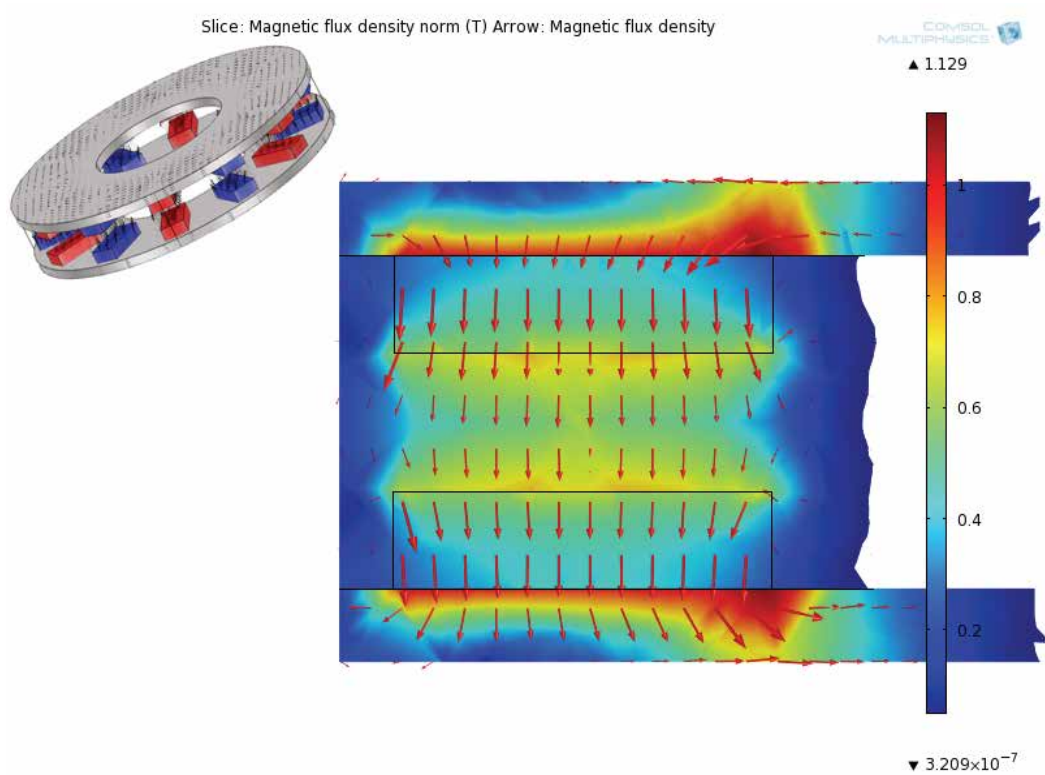 Slice: Magnetic flux density norm (T) Arrow: Magnetic flux density
COMSOL
MULTIPHYSICS
▲ 1.129
1
0.8
0.6
0.4
0.2
▼ 3.209×10⁻⁷